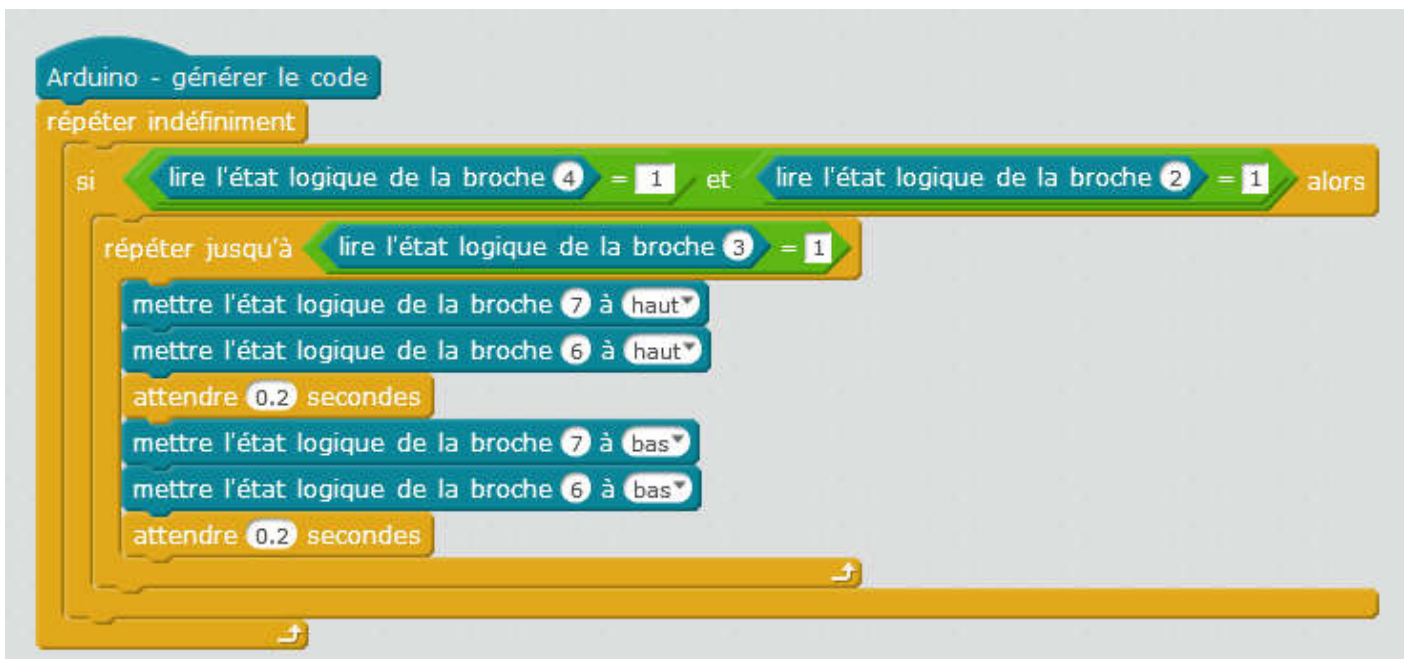 Arduino - générer le code
répéter indéfiniment
si lire l'état logique de la broche 4 = 1 et lire l'état logique de la broche 2 = 1 alors
répéter jusqu'à lire l'état logique de la broche 3 = 1
mettre l'état logique de la broche 7 à haut
mettre l'état logique de la broche 6 à haut
attendre 0.2 secondes
mettre l'état logique de la broche 7 à bas
mettre l'état logique de la broche 6 à bas
attendre 0.2 secondes